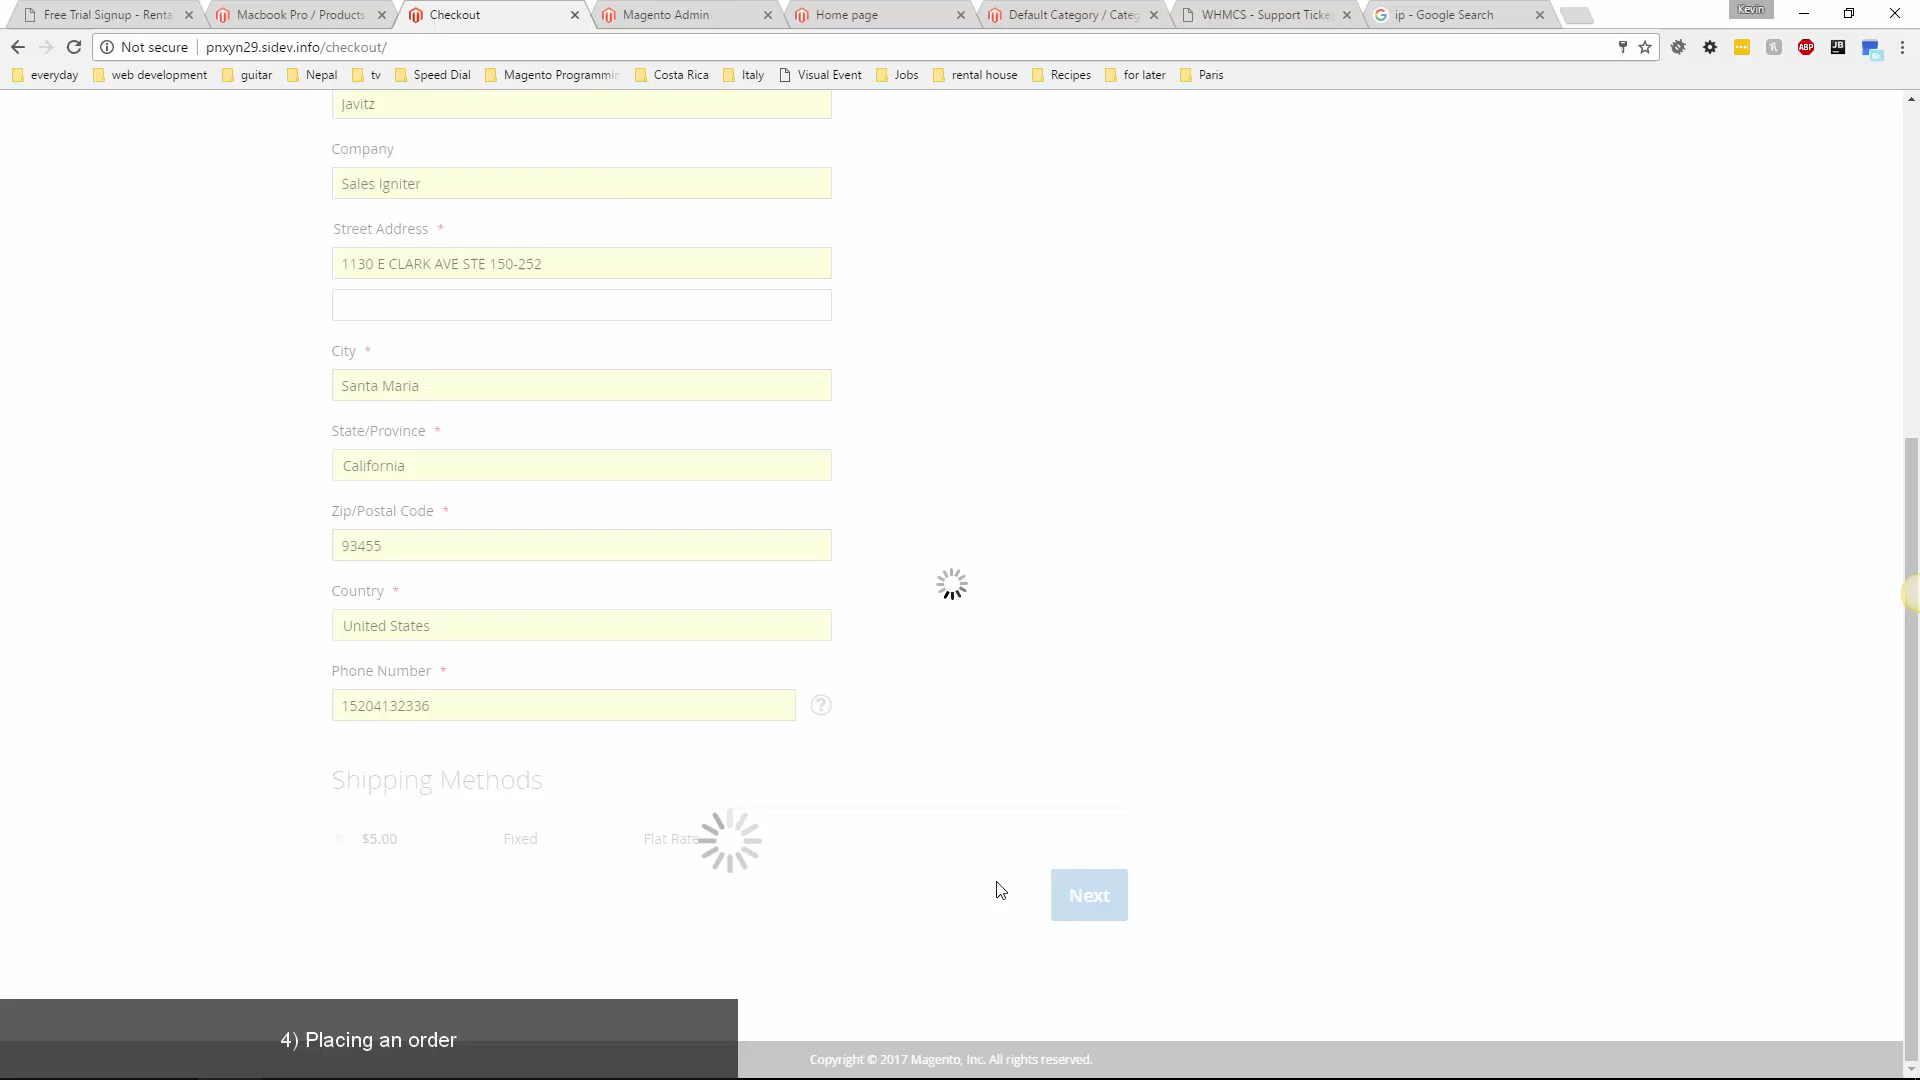 Free Trial Signup - Renta
Macbook Pro / Products
Checkout
Magento Admin
Home page
Default Category / Categ
WHMCS - Support Ticke
ip - Google Search
Kevin
Not secure
pnxyn29.sidev.info/checkout/
ABP
JB
everyday
web development
guitar
Nepal
tv
Speed Dial
Magento Programmi
Costa Rica
Italy
Visual Event
Jobs
rental house
Recipes
for later
Paris
Javitz
Company
Sales Igniter
Street Address *
1130 E CLARK AVE STE 150-252
City *
Santa Maria
State/Province *
California
Zip/Postal Code *
93455
Country *
United States
Phone Number *
15204132336
?
Shipping Methods
$5.00 Fixed Flat Rate
Next
4) Placing an order
Copyright © 2017 Magento, Inc. All rights reserved.